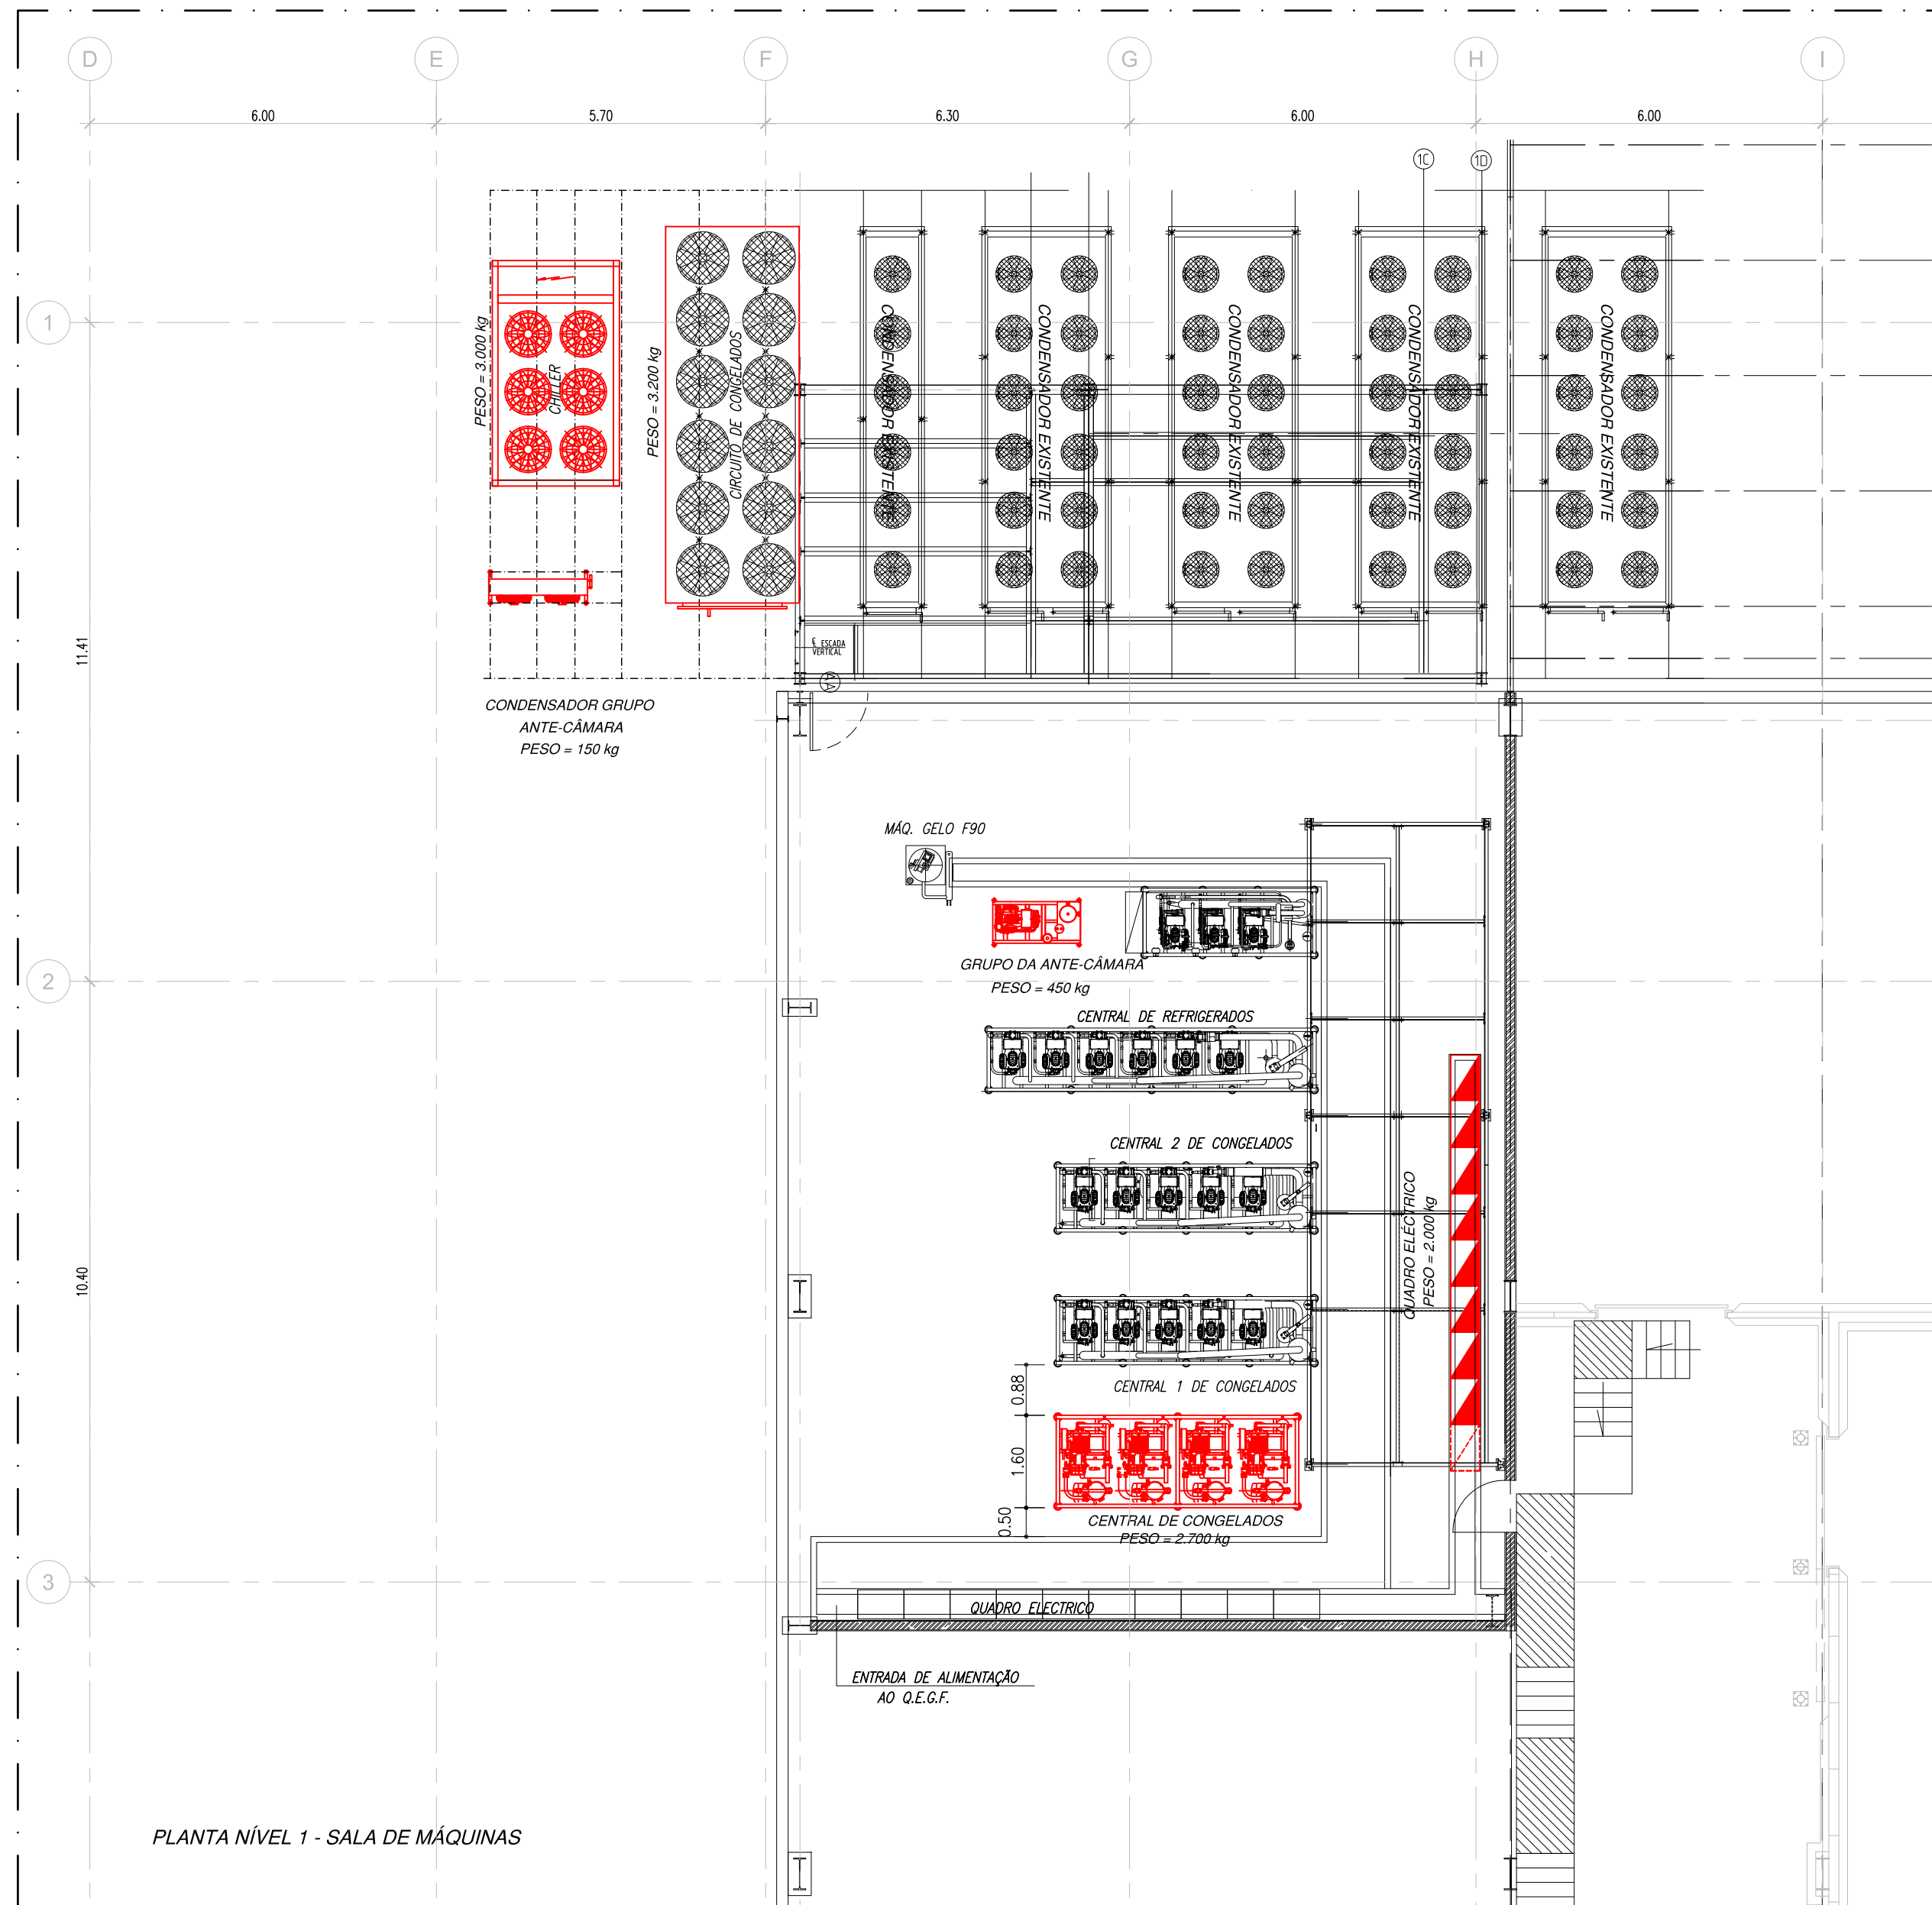 D
E
F
G
H
I
6.00
5.70
6.30
6.00
6.00
1C
1D
1
PESO = 3.000 kg
CHILLER
PESO = 3.200 kg
CIRCUITO DE CONGELADOS
CONDENSADOR EXISTENTE
CONDENSADOR EXISTENTE
CONDENSADOR EXISTENTE
CONDENSADOR EXISTENTE
CONDENSADOR EXISTENTE
11.41
ESCADA
VERTICAL
AA
CONDENSADOR GRUPO
ANTE-CÂMARA
PESO = 150 kg
MÁQ. GELO F90
GRUPO DA ANTE-CÂMARA
PESO = 450 kg
2
CENTRAL DE REFRIGERADOS
CENTRAL 2 DE CONGELADOS
QUADRO ELÉCTRICO
PESO = 2.000 kg
10.40
CENTRAL 1 DE CONGELADOS
0.88
1.60
0.50
CENTRAL DE CONGELADOS
PESO = 2.700 kg
3
QUADRO ELECTRICO
ENTRADA DE ALIMENTAÇÃO
AO Q.E.G.F.
PLANTA NÍVEL 1 - SALA DE MÁQUINAS